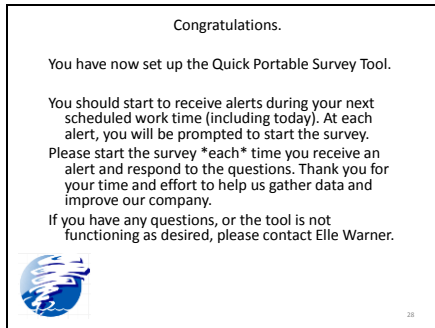 Congratulations.
You have now set up the Quick Portable Survey Tool.
You should start to receive alerts during your next
scheduled work time (including today). At each
alert, you will be prompted to start the survey.
Please start the survey *each* time you receive an
alert and respond to the questions. Thank you for
your time and effort to help us gather data and
improve our company.
If you have any questions, or the tool is not
functioning as desired, please contact Elle Warner.
28